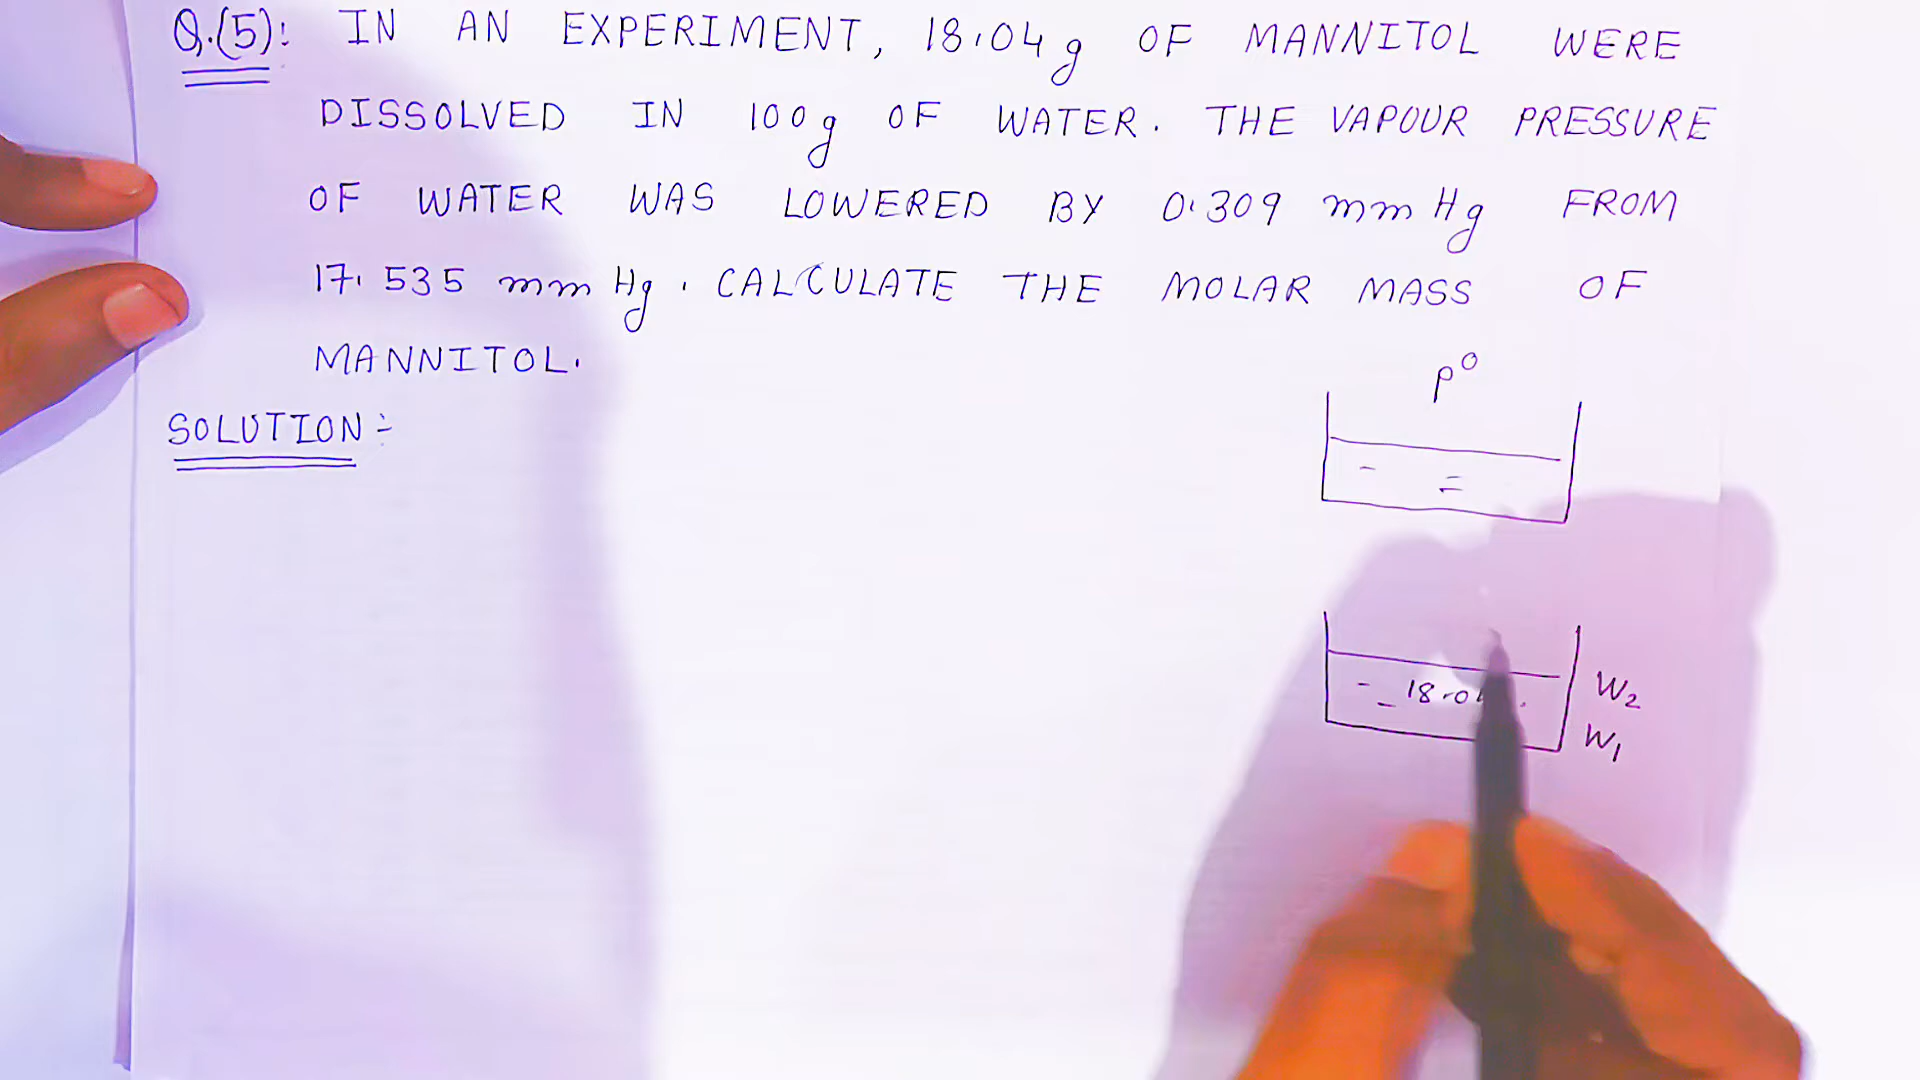 Q.(5): IN AN EXPERIMENT, 18.04 g OF MANNITOL WERE
DISSOLVED IN 100g OF WATER. THE VAPOUR PRESSURE
OF WATER WAS LOWERED BY 0.309 mm Hg FROM
17.535 mm Hg. CALCULATE THE MOLAR MASS OF
MANNITOL.
P⁰
SOLUTION:-
W₂
W₁